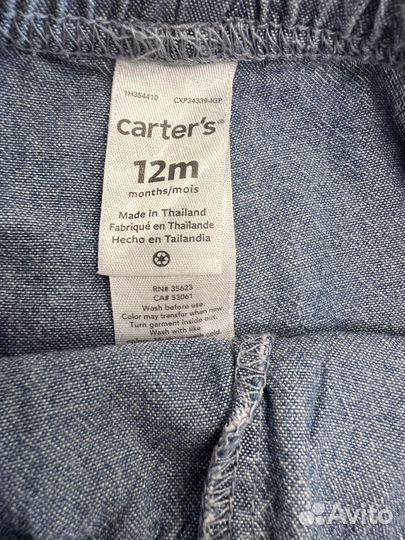 1H354410 CXP34339-IGP
carter's®
12m
months/mois
Made in Thailand
Fabriqué en Thaïlande
Hecho en Tailandia
RN# 35623
CA# 53061
Wash before use.
Color may transfer when new.
Turn garment inside out.
Wash with like
cold.
Avito